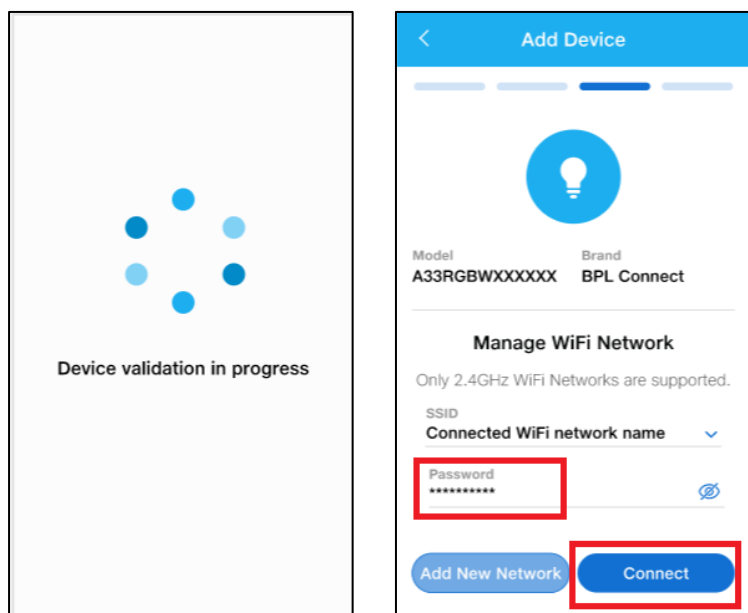 Device validation in progress
Add Device
Model
Brand
A33RGBWXXXXXX
BPL Connect
Manage WiFi Network
Only 2.4GHz WiFi Networks are supported.
SSID
Connected WiFi network name
Password
**********
Add New Network
Connect